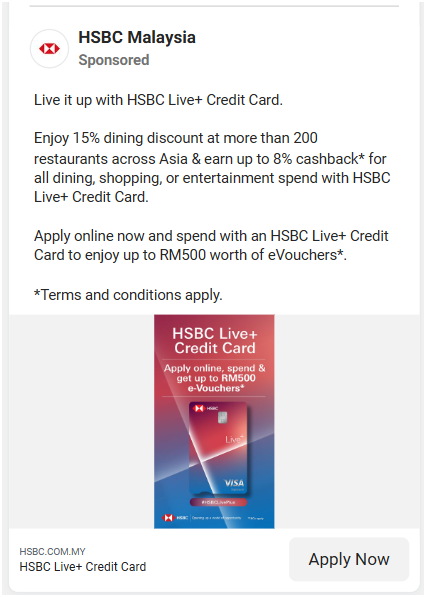 HSBC Malaysia
Sponsored
Live it up with HSBC Live+ Credit Card.
Enjoy 15% dining discount at more than 200
restaurants across Asia & earn up to 8% cashback* for
all dining, shopping, or entertainment spend with HSBC
Live+ Credit Card.
Apply online now and spend with an HSBC Live+ Credit
Card to enjoy up to RM500 worth of eVouchers*.
*Terms and conditions apply.
HSBC Live+
Credit Card
Apply online, spend &
get up to RM500
e-Vouchers*
HSBC
Live+
VISA
#HSBCLivePlus
HSBC
HSBC.COM.MY
HSBC Live+ Credit Card
Apply Now